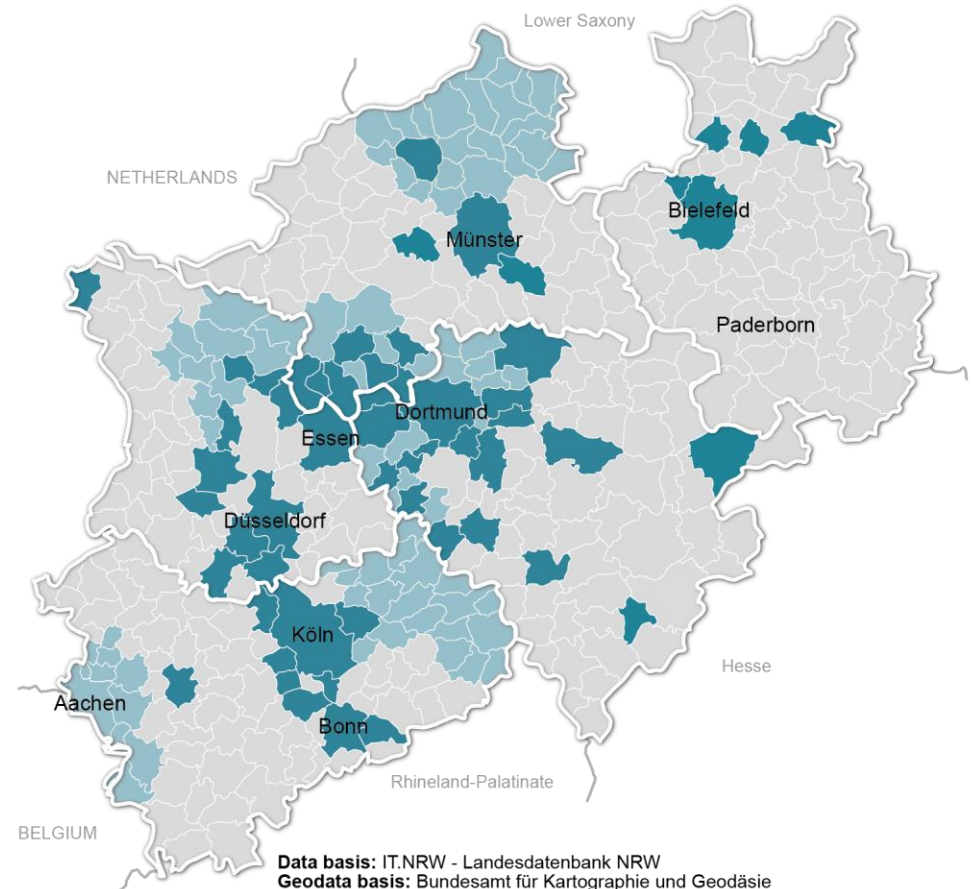 Lower Saxony
NETHERLANDS
Bielefeld
Münster
Paderborn
Dortmund
Essen
Düsseldorf
Köln
Hesse
Aachen
Bonn
Rhineland-Palatinate
BELGIUM
Data basis: IT.NRW - Landesdatenbank NRW
Geodata basis: Bundesamt für Kartographie und Geodäsie